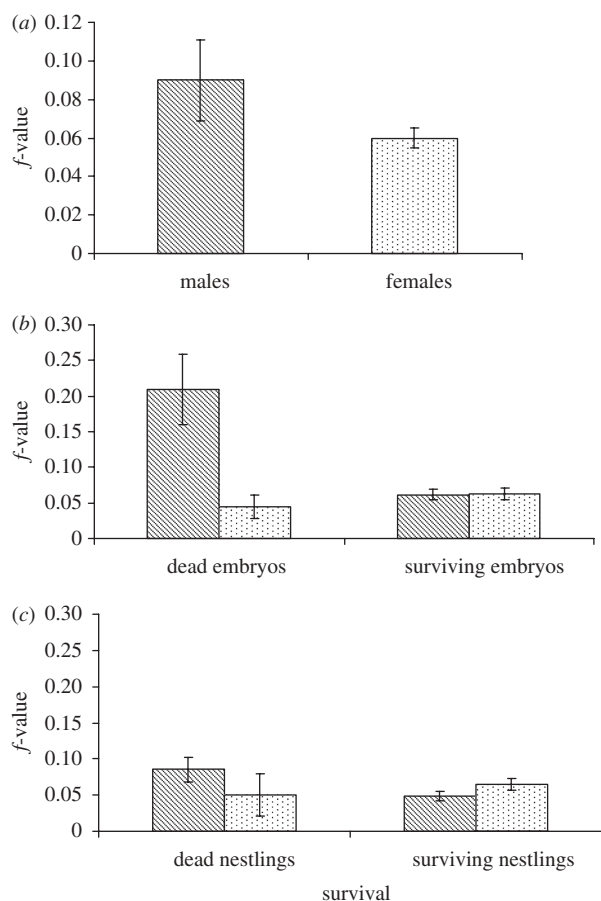 (a) 0.12
0.10
0.08
0.06
0.04
0.02
0
f-value
males females
(b) 0.30
0.25
0.20
0.15
0.10
0.05
0
f-value
dead embryos surviving embryos
(c) 0.30
0.25
0.20
0.15
0.10
0.05
0
f-value
dead nestlings surviving nestlings
survival